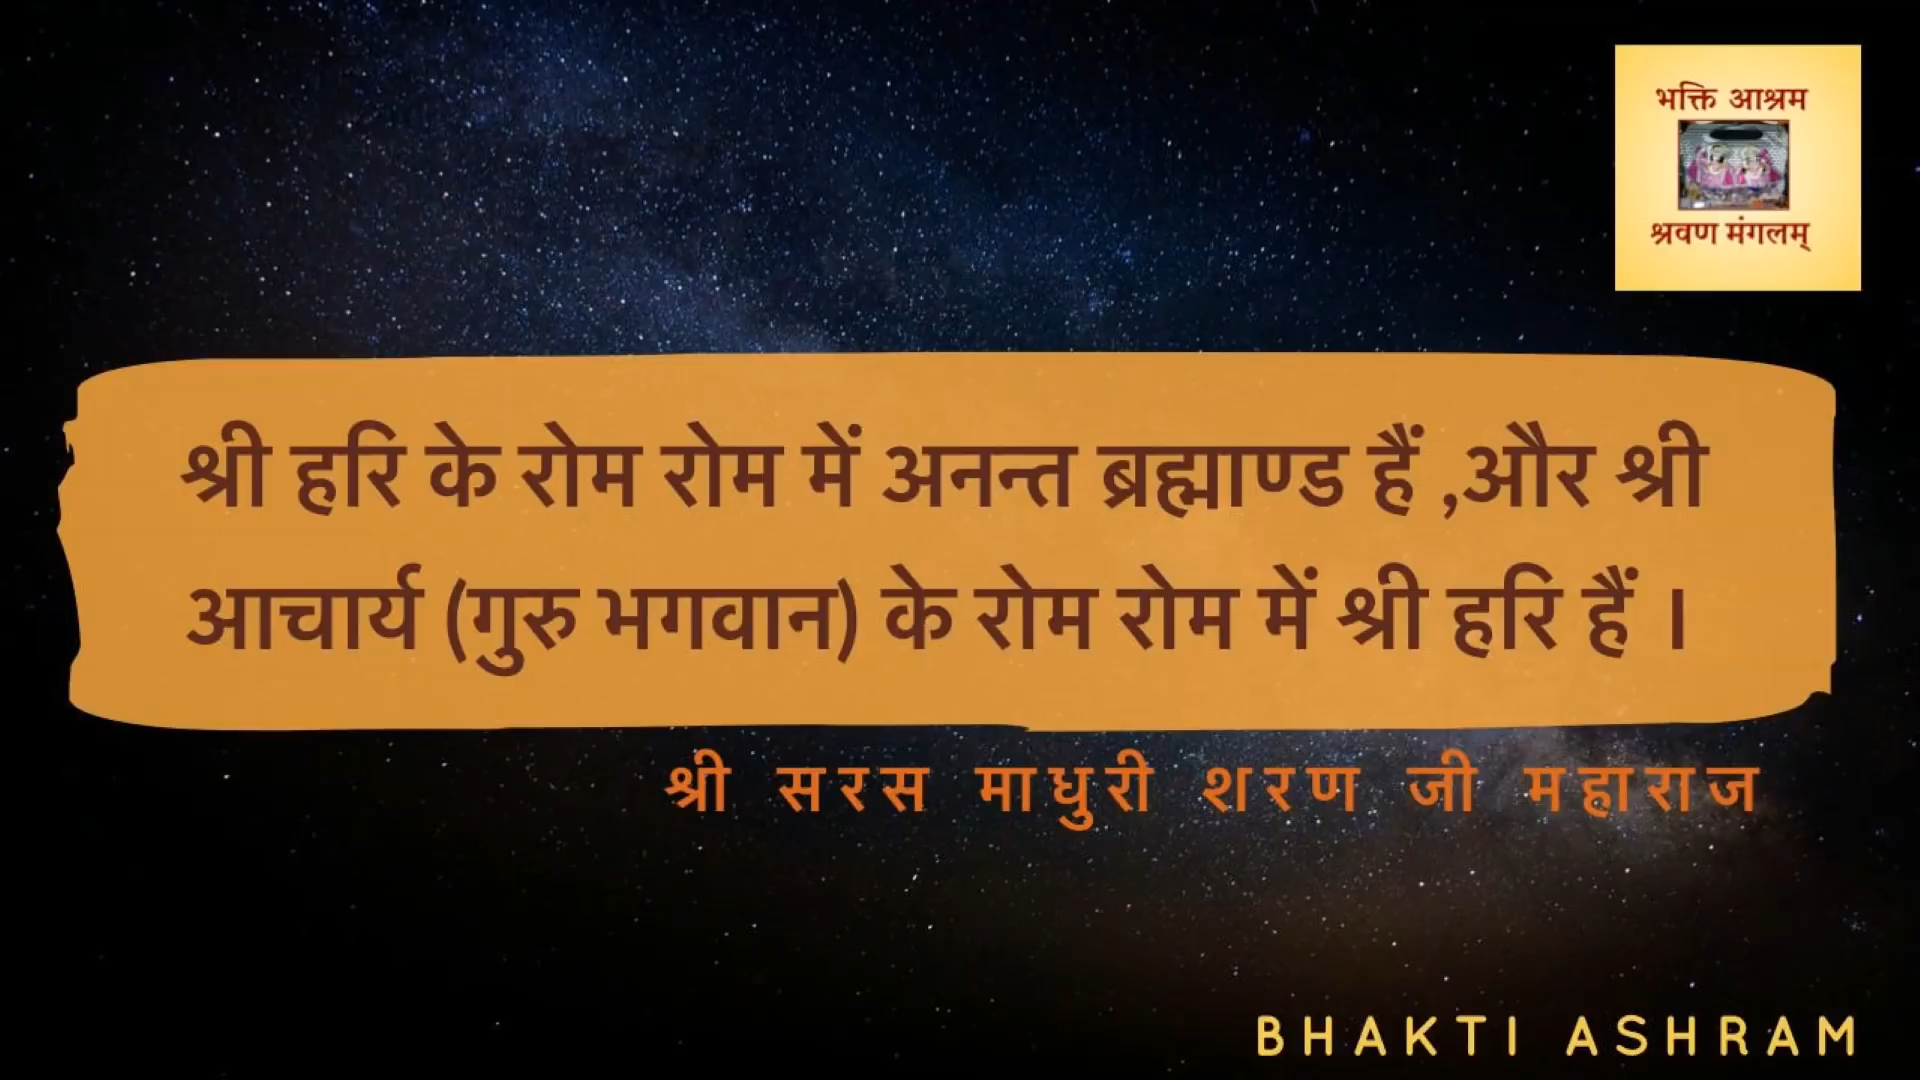 भक्ति आश्रम
श्रवण मंगलम्
श्री हरि के रोम रोम में अनन्त ब्रह्माण्ड हैं ,और श्री
आचार्य (गुरु भगवान) के रोम रोम में श्री हरि हैं ।
श्री सरस माधुरी शरण जी महाराज
BHAKTI ASHRAM